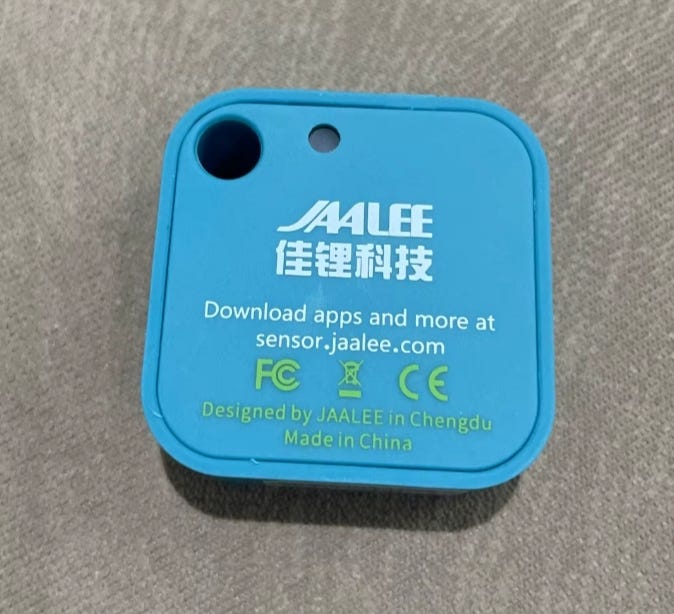 JAALEE
佳锂科技
Download apps and more at
sensor.jaalee.com
FC CE
Designed by JAALEE in Chengdu
Made in China